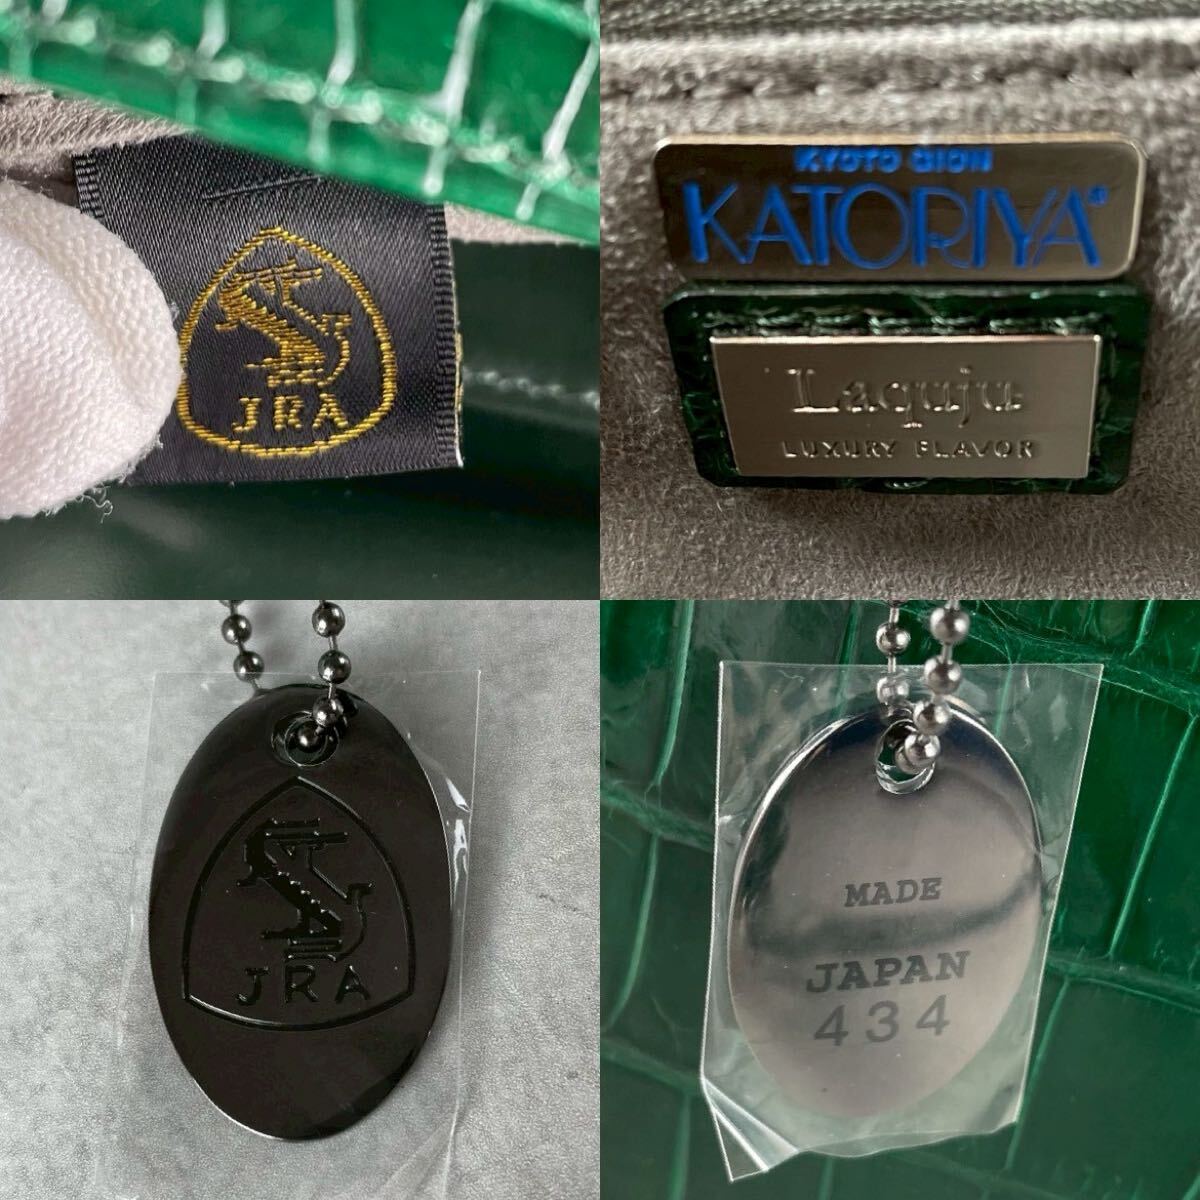 JRA
KYOTO GION
KATORIYA®
Laquju
LUXURY FLAVOR
JRA
MADE
JAPAN
434